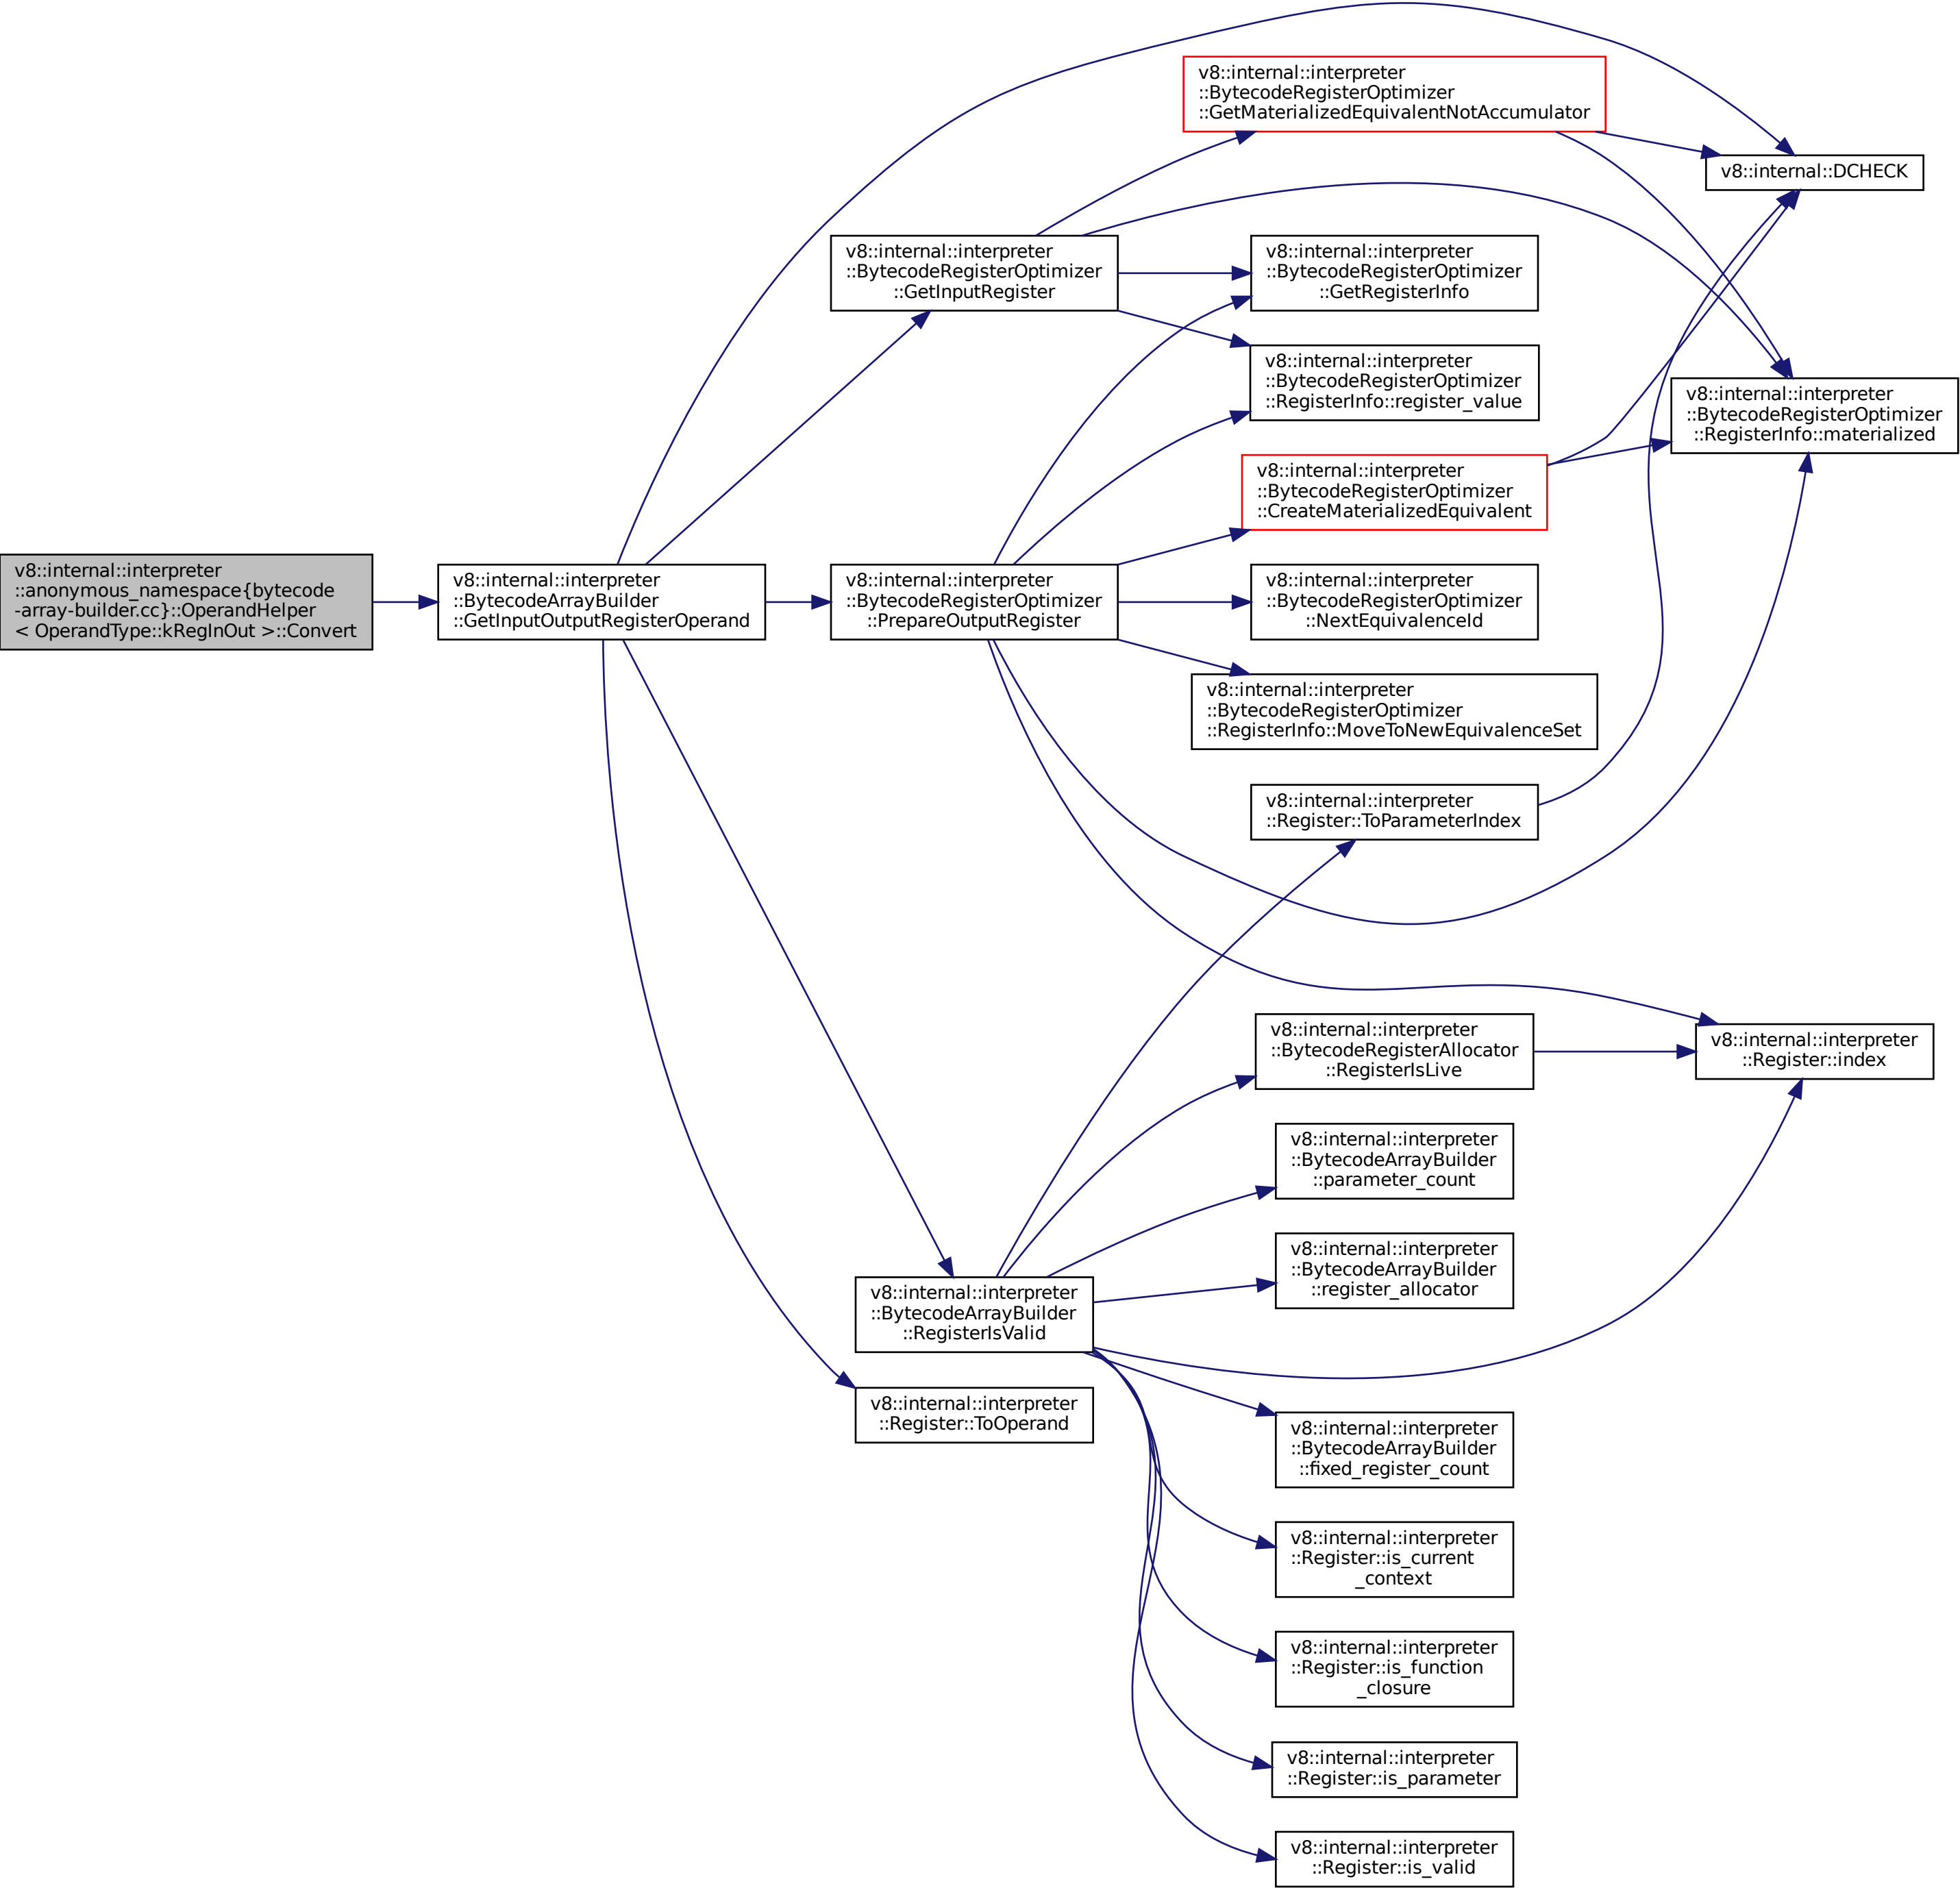 v8::internal::interpreter
::anonymous_namespace{bytecode
-array-builder.cc}::OperandHelper
< OperandType::kRegInOut >::Convert
v8::internal::interpreter
::BytecodeArrayBuilder
::GetInputOutputRegisterOperand
v8::internal::interpreter
::BytecodeRegisterOptimizer
::GetInputRegister
v8::internal::interpreter
::BytecodeRegisterOptimizer
::PrepareOutputRegister
v8::internal::interpreter
::BytecodeArrayBuilder
::RegisterIsValid
v8::internal::interpreter
::Register::ToOperand
v8::internal::interpreter
::BytecodeRegisterOptimizer
::GetMaterializedEquivalentNotAccumulator
v8::internal::interpreter
::BytecodeRegisterOptimizer
::GetRegisterInfo
v8::internal::interpreter
::BytecodeRegisterOptimizer
::RegisterInfo::register_value
v8::internal::interpreter
::BytecodeRegisterOptimizer
::CreateMaterializedEquivalent
v8::internal::interpreter
::BytecodeRegisterOptimizer
::NextEquivalenceId
v8::internal::interpreter
::BytecodeRegisterOptimizer
::RegisterInfo::MoveToNewEquivalenceSet
v8::internal::interpreter
::Register::ToParameterIndex
v8::internal::interpreter
::BytecodeRegisterAllocator
::RegisterIsLive
v8::internal::interpreter
::BytecodeArrayBuilder
::parameter_count
v8::internal::interpreter
::BytecodeArrayBuilder
::register_allocator
v8::internal::interpreter
::BytecodeArrayBuilder
::fixed_register_count
v8::internal::interpreter
::Register::is_current
_context
v8::internal::interpreter
::Register::is_function
_closure
v8::internal::interpreter
::Register::is_parameter
v8::internal::interpreter
::Register::is_valid
v8::internal::DCHECK
v8::internal::interpreter
::BytecodeRegisterOptimizer
::RegisterInfo::materialized
v8::internal::interpreter
::Register::index